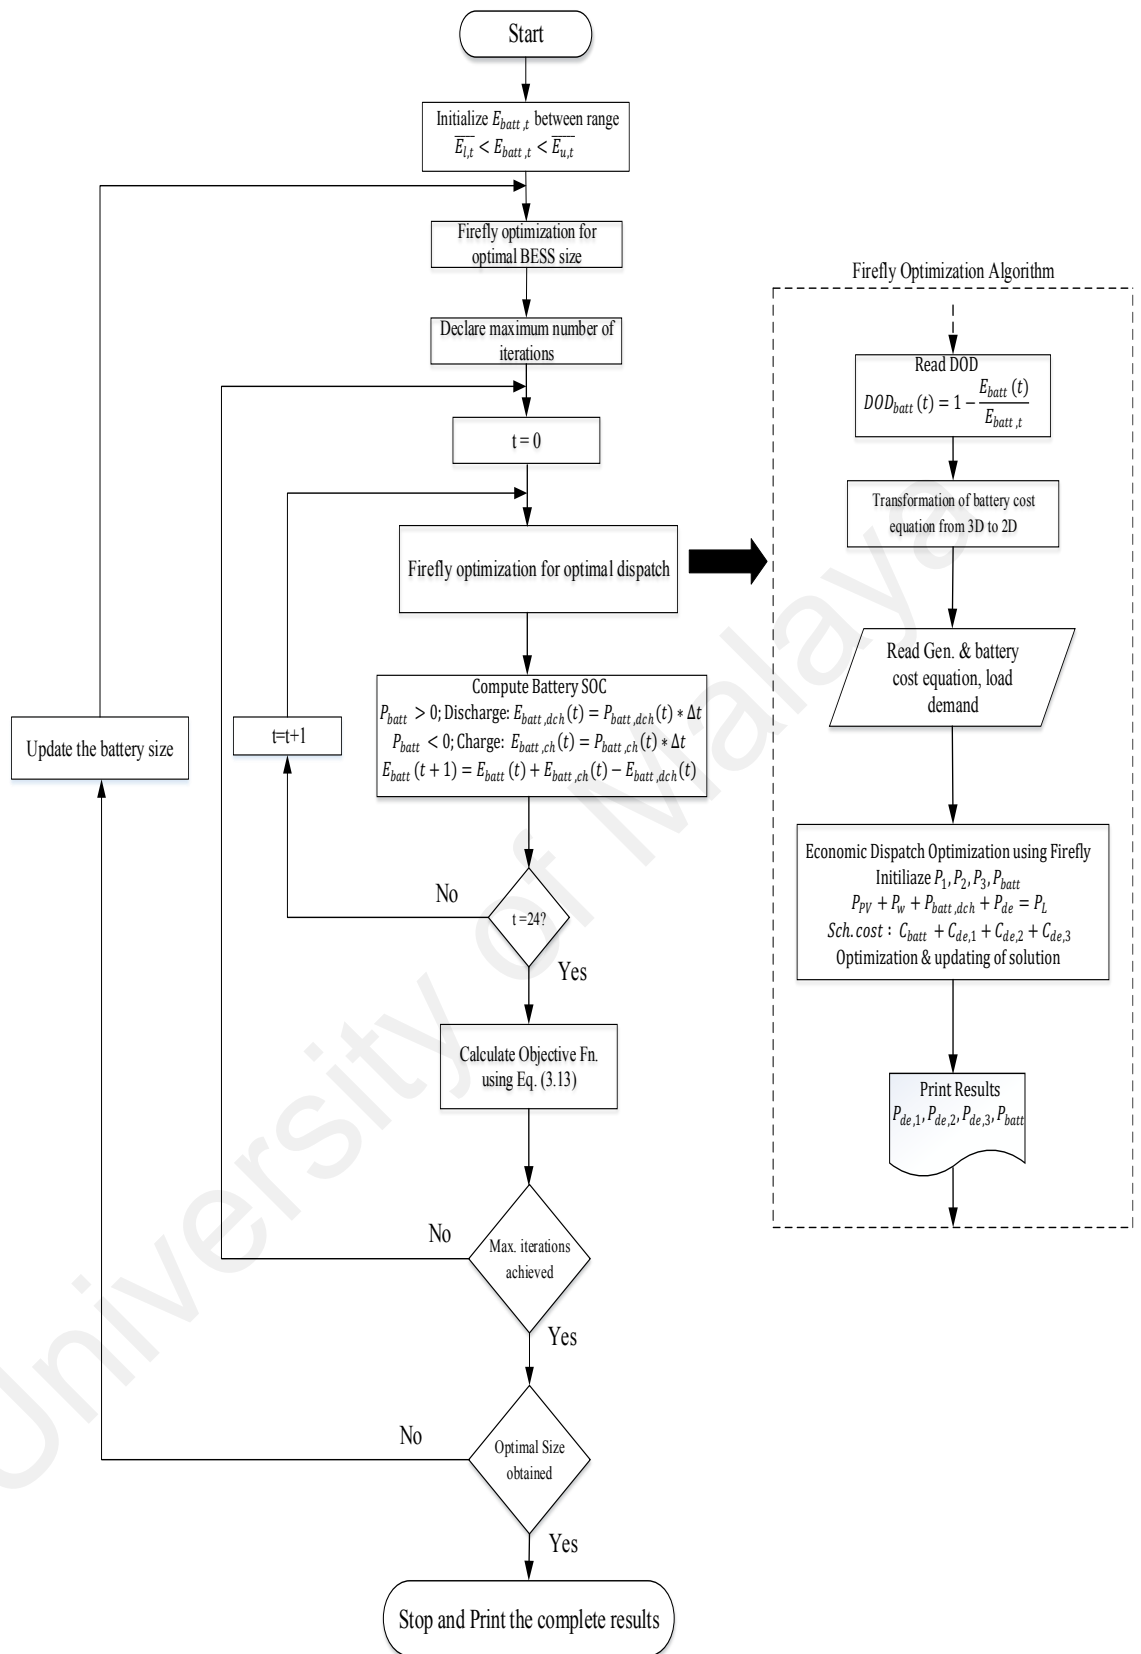 Start
Initialize E_{batt,t} between range
\overline{E_{l,t}} < E_{batt,t} < \overline{E_{u,t}}
Firefly optimization for
optimal BESS size
Declare maximum number of
iterations
t = 0
Firefly optimization for optimal dispatch
Compute Battery SOC
P_{batt} > 0; Discharge: E_{batt,dch}(t) = P_{batt,dch}(t) * Δt
P_{batt} < 0; Charge: E_{batt,ch}(t) = P_{batt,ch}(t) * Δt
E_{batt}(t + 1) = E_{batt}(t) + E_{batt,ch}(t) − E_{batt,dch}(t)
t=t+1
Update the battery size
No
t =24?
Yes
Calculate Objective Fn.
using Eq. (3.13)
No
Max. iterations
achieved
Yes
No
Optimal Size
obtained
Yes
Stop and Print the complete results
Firefly Optimization Algorithm
Read DOD
DOD_{batt}(t) = 1 − \frac{E_{batt}(t)}{E_{batt,t}}
Transformation of battery cost
equation from 3D to 2D
Read Gen. & battery
cost equation, load
demand
Economic Dispatch Optimization using Firefly
Initiliaze P_1, P_2, P_3, P_{batt}
P_{PV} + P_w + P_{batt,dch} + P_{de} = P_L
Sch. cost : C_{batt} + C_{de,1} + C_{de,2} + C_{de,3}
Optimization & updating of solution
Print Results
P_{de,1}, P_{de,2}, P_{de,3}, P_{batt}
University of Malaya